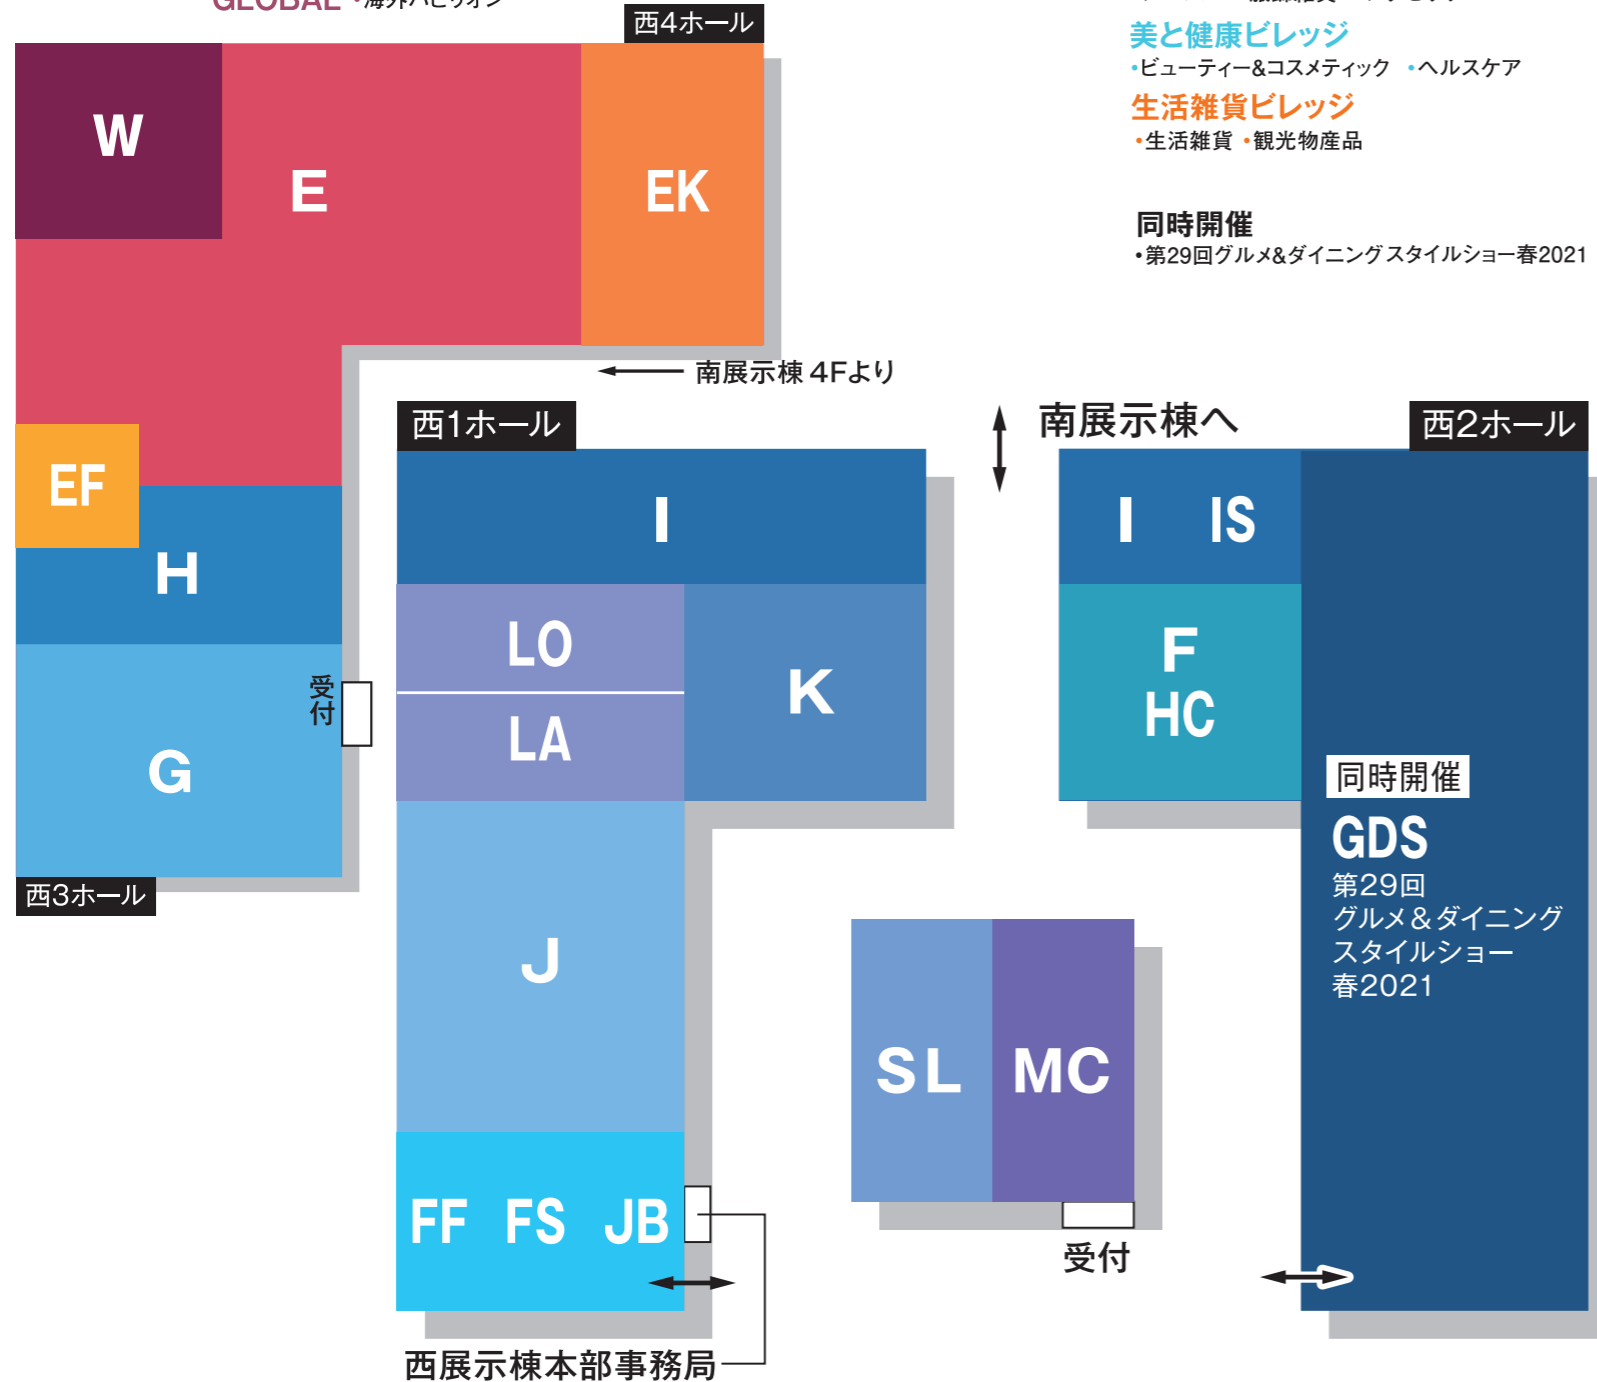 GLOBAL ・海外パビリオン
美と健康ビレッジ
・ビューティー&コスメティック ・ヘルスケア
生活雑貨ビレッジ
・生活雑貨 ・観光物産品
同時開催
・第29回グルメ&ダイニングスタイルショー春2021
西4ホール
W
E
EK
南展示棟 4Fより
EF
H
受付
G
西3ホール
西1ホール
I
LO
LA
K
J
FF FS JB
西展示棟本部事務局
南展示棟へ
西2ホール
I IS
F
HC
同時開催
GDS
第29回
グルメ&ダイニング
スタイルショー
春2021
SL
MC
受付